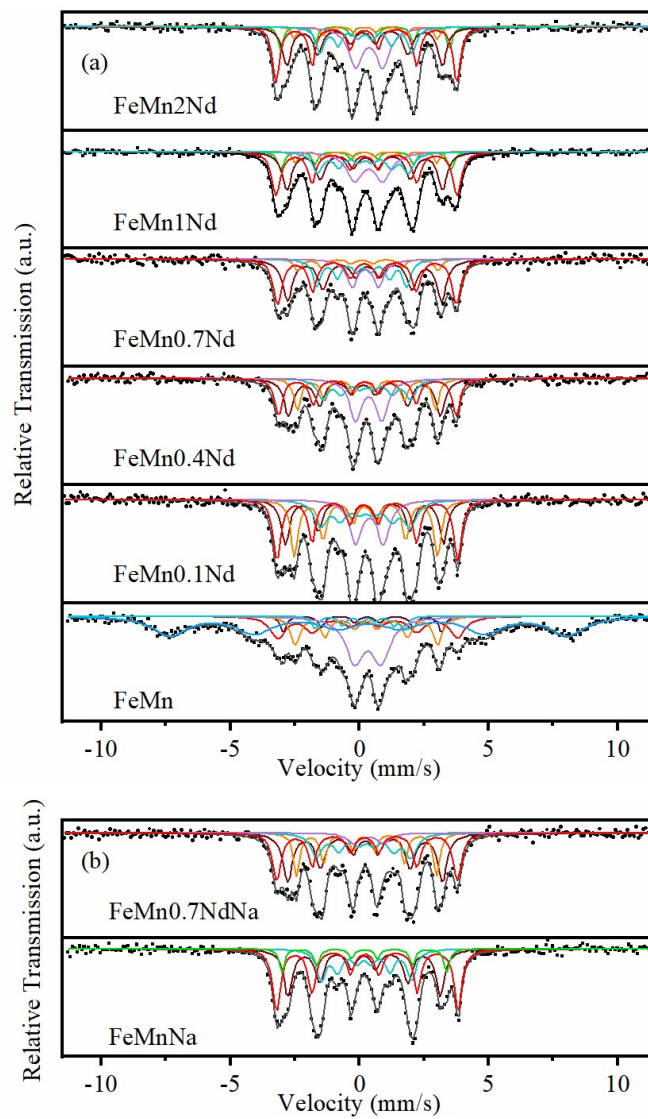 (a)
FeMn2Nd
FeMn1Nd
FeMn0.7Nd
FeMn0.4Nd
FeMn0.1Nd
FeMn
Relative Transmission (a.u.)
-10 -5 0 5 10
Velocity (mm/s)
(b)
FeMn0.7NdNa
FeMnNa
Relative Transmission (a.u.)
-10 -5 0 5 10
Velocity (mm/s)